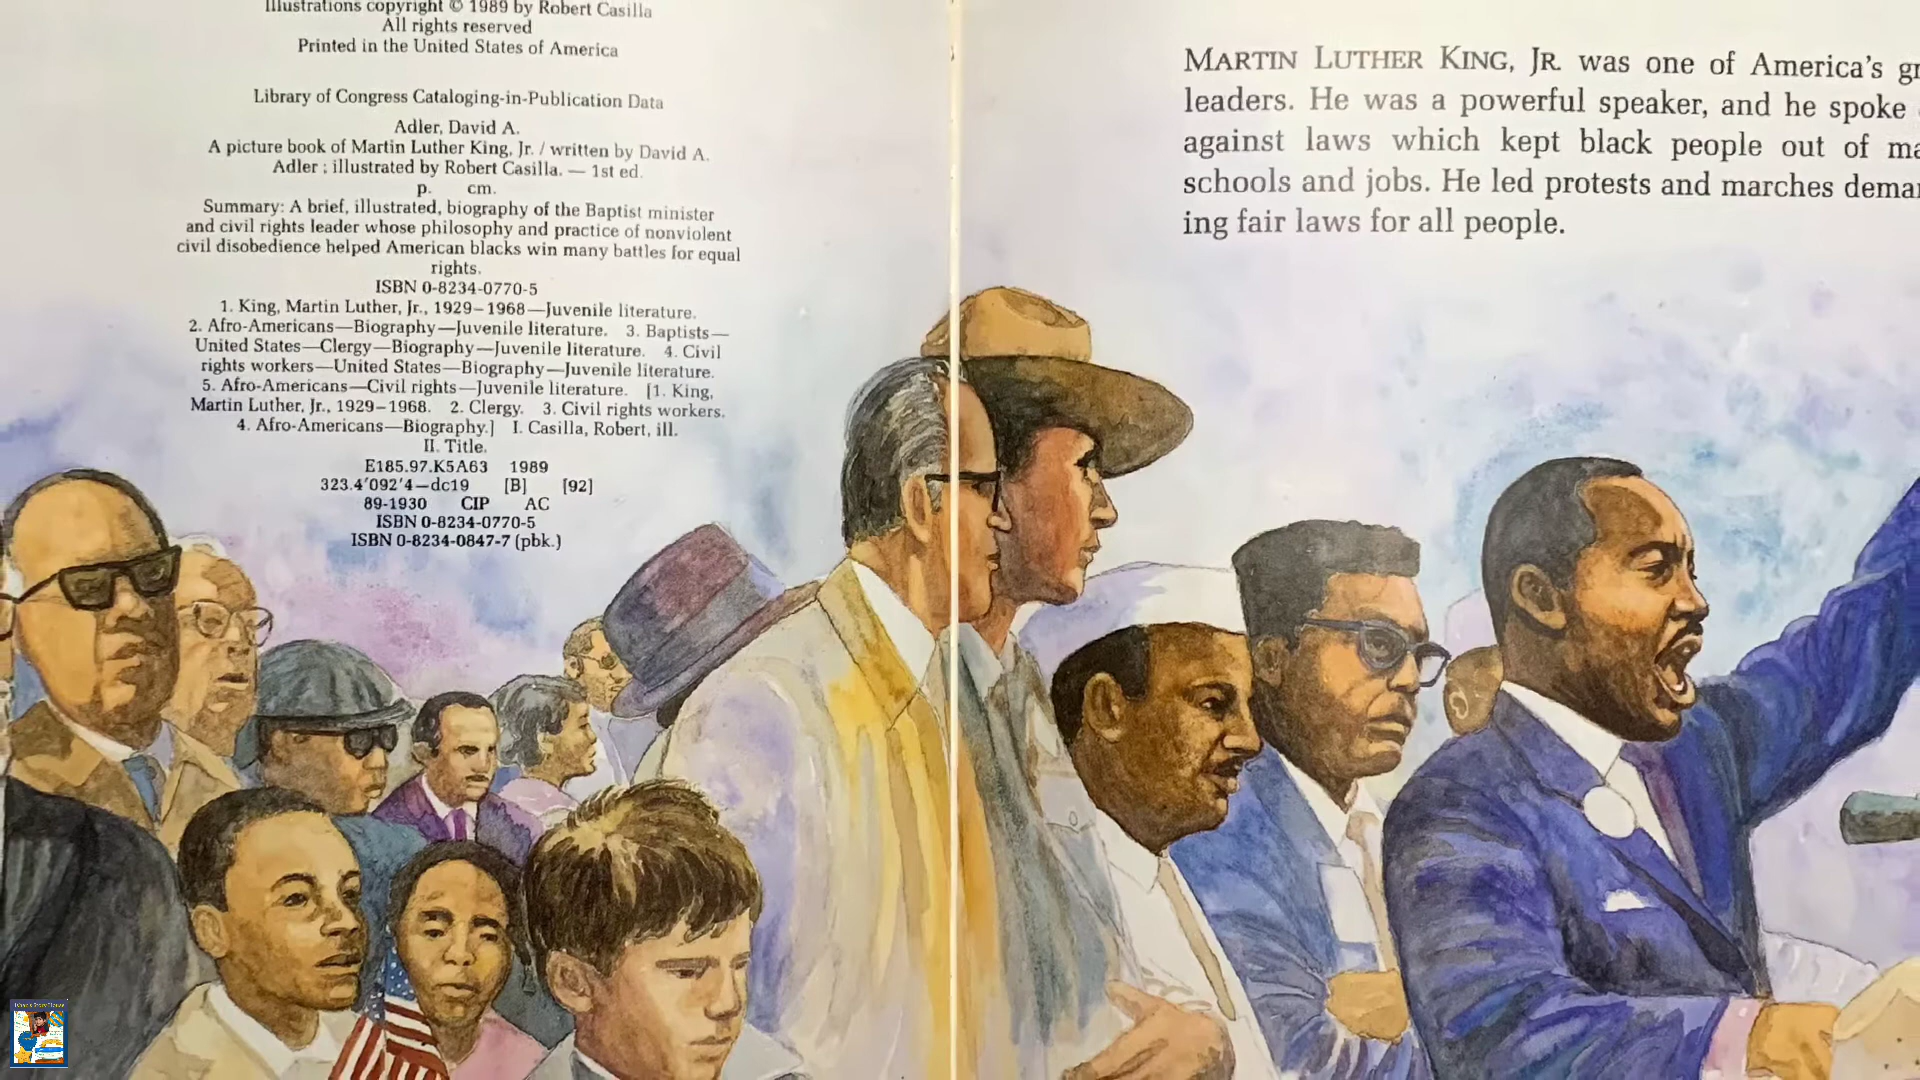 Illustrations copyright © 1989 by Robert Casilla
All rights reserved
Printed in the United States of America
Library of Congress Cataloging-in-Publication Data
Adler, David A.
A picture book of Martin Luther King, Jr. / written by David A.
Adler ; illustrated by Robert Casilla. — 1st ed.
p. cm.
Summary: A brief, illustrated, biography of the Baptist minister
and civil rights leader whose philosophy and practice of nonviolent
civil disobedience helped American blacks win many battles for equal
rights.
ISBN 0-8234-0770-5
1. King, Martin Luther, Jr., 1929–1968—Juvenile literature.
2. Afro-Americans—Biography—Juvenile literature. 3. Baptists—
United States—Clergy—Biography—Juvenile literature. 4. Civil
rights workers—United States—Biography—Juvenile literature.
5. Afro-Americans—Civil rights—Juvenile literature. [1. King,
Martin Luther, Jr., 1929–1968. 2. Clergy. 3. Civil rights workers.
4. Afro-Americans—Biography.] I. Casilla, Robert, ill.
II. Title.
E185.97.K5A63 1989
323.4'092'4—dc19 [B] [92]
89-1930 CIP AC
ISBN 0-8234-0770-5
ISBN 0-8234-0847-7 (pbk.)
MARTIN LUTHER KING, JR. was one of America's gr
leaders. He was a powerful speaker, and he spoke
against laws which kept black people out of ma
schools and jobs. He led protests and marches deman
ing fair laws for all people.